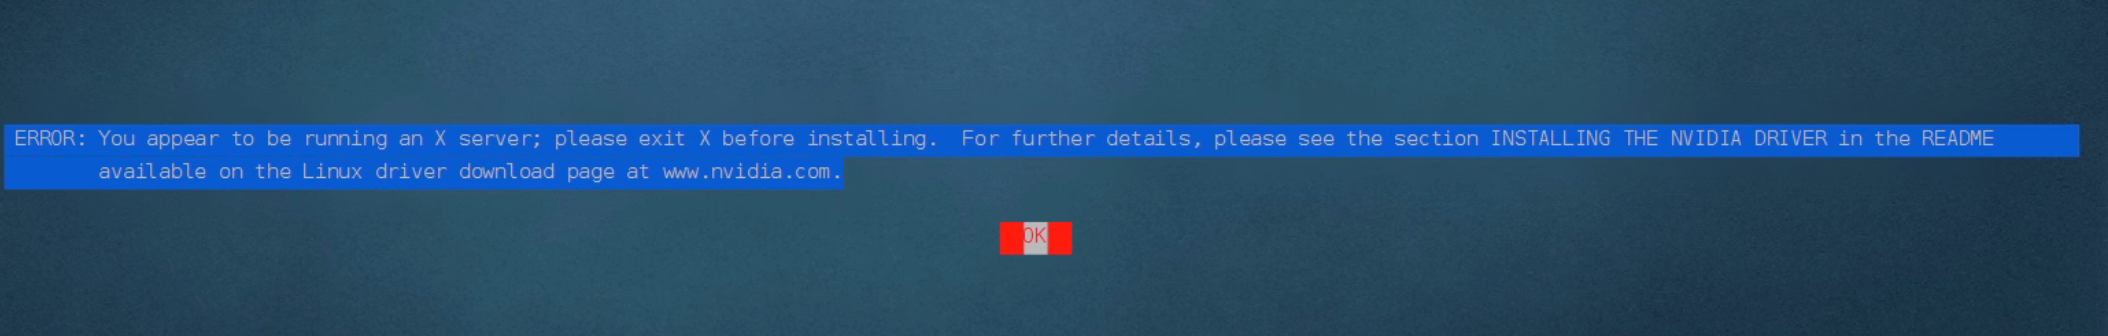 ERROR: You appear to be running an X server; please exit X before installing.  For further details, please see the section INSTALLING THE NVIDIA DRIVER in the README
available on the Linux driver download page at www.nvidia.com.
OK